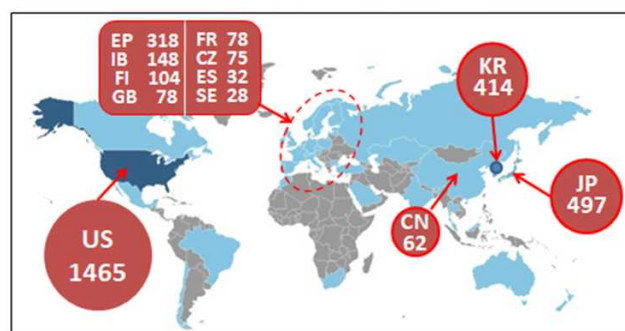 EP 318 FR 78
IB 148 CZ 75
FI 104 ES 32
GB 78 SE 28
KR
414
JP
497
CN
62
US
1465